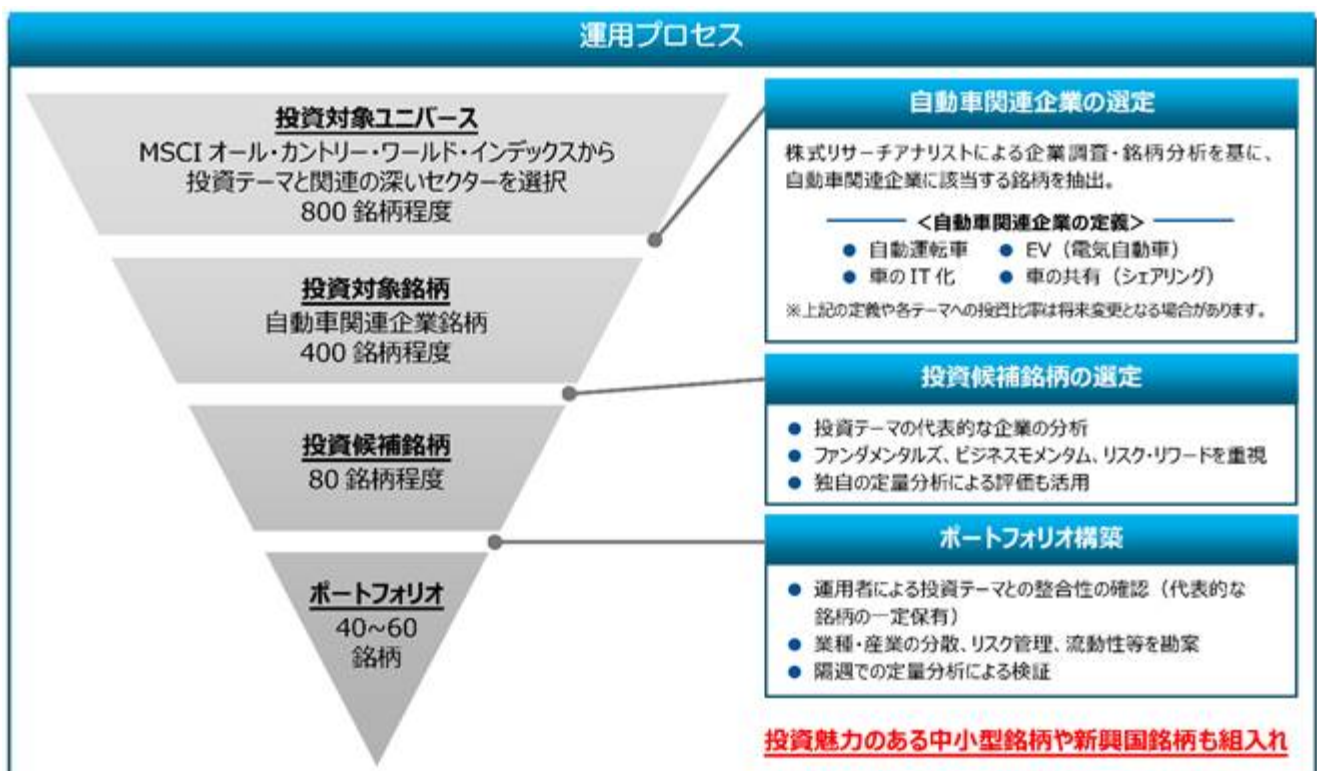 運用プロセス
投資対象ユニバース
MSCI オール・カントリー・ワールド・インデックスから
投資テーマと関連の深いセクターを選択
800 銘柄程度
投資対象銘柄
自動車関連企業銘柄
400 銘柄程度
投資候補銘柄
80 銘柄程度
ポートフォリオ
40~60
銘柄
自動車関連企業の選定
株式リサーチアナリストによる企業調査・銘柄分析を基に、
自動車関連企業に該当する銘柄を抽出。
<自動車関連企業の定義>
● 自動運転車 ● EV（電気自動車）
● 車の IT 化 ● 車の共有（シェアリング）
※上記の定義や各テーマへの投資比率は将来変更となる場合があります。
投資候補銘柄の選定
● 投資テーマの代表的な企業の分析
● ファンダメンタルズ、ビジネスモメンタム、リスク・リワードを重視
● 独自の定量分析による評価も活用
ポートフォリオ構築
● 運用者による投資テーマとの整合性の確認（代表的な
銘柄の一定保有）
● 業種・産業の分散、リスク管理、流動性等を勘案
● 隔週での定量分析による検証
投資魅力のある中小型銘柄や新興国銘柄も組入れ